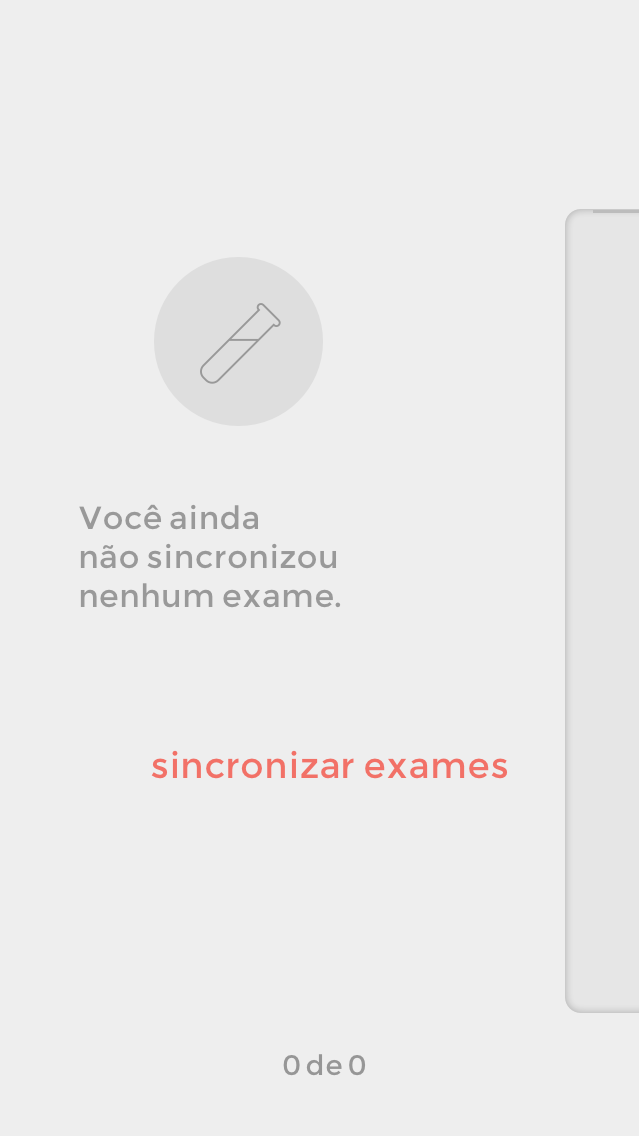 Você ainda
não sincronizou
nenhum exame.
sincronizar exames
0 de 0